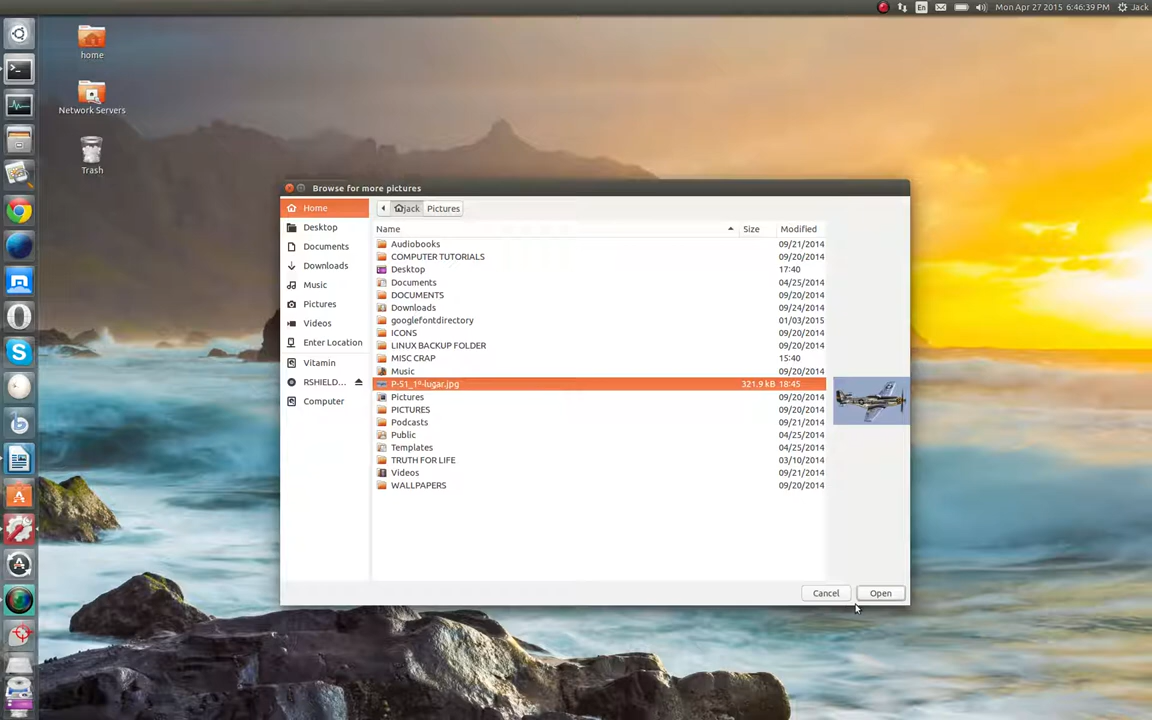 En
Mon Apr 27 2015 6:46:39 PM
Jack
home
Network Servers
Trash
Browse for more pictures
Home
Desktop
Documents
Downloads
Music
Pictures
Videos
Enter Location
Vitamin
RSHIELD...
Computer
jack Pictures
Name Size Modified
Audiobooks 09/21/2014
COMPUTER TUTORIALS 09/20/2014
Desktop 17:40
Documents 04/25/2014
DOCUMENTS 09/20/2014
Downloads 09/24/2014
googlefontdirectory 01/03/2015
ICONS 09/20/2014
LINUX BACKUP FOLDER 09/20/2014
MISC CRAP 15:40
Music 09/20/2014
P-51_1º-lugar.jpg 321.9 kB 18:45
Pictures 09/20/2014
PICTURES 09/20/2014
Podcasts 09/21/2014
Public 04/25/2014
Templates 04/25/2014
TRUTH FOR LIFE 03/10/2014
Videos 09/21/2014
WALLPAPERS 09/20/2014
Cancel Open